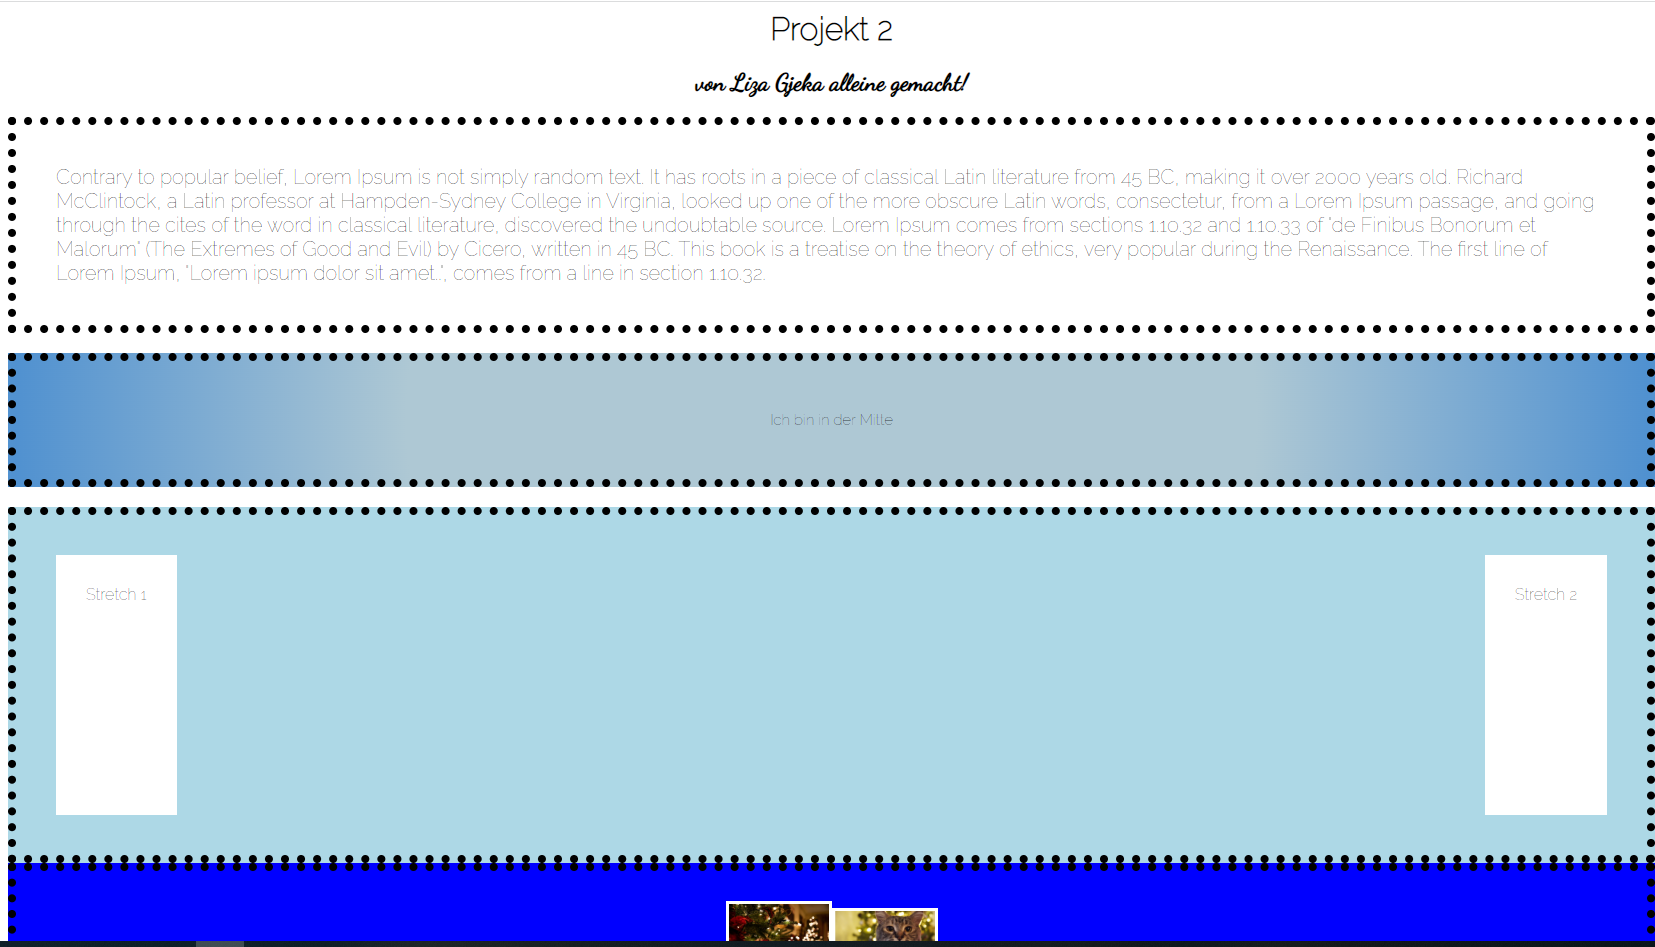 Projekt 2
von Liza Gjeka alleine gemacht!
Contrary to popular belief, Lorem Ipsum is not simply random text. It has roots in a piece of classical Latin literature from 45 BC, making it over 2000 years old. Richard
McClintock, a Latin professor at Hampden-Sydney College in Virginia, looked up one of the more obscure Latin words, consectetur, from a Lorem Ipsum passage, and going
through the cites of the word in classical literature, discovered the undoubtable source. Lorem Ipsum comes from sections 1.10.32 and 1.10.33 of "de Finibus Bonorum et
Malorum" (The Extremes of Good and Evil) by Cicero, written in 45 BC. This book is a treatise on the theory of ethics, very popular during the Renaissance. The first line of
Lorem Ipsum, "Lorem ipsum dolor sit amet..", comes from a line in section 1.10.32.
Ich bin in der Mitte
Stretch 1
Stretch 2